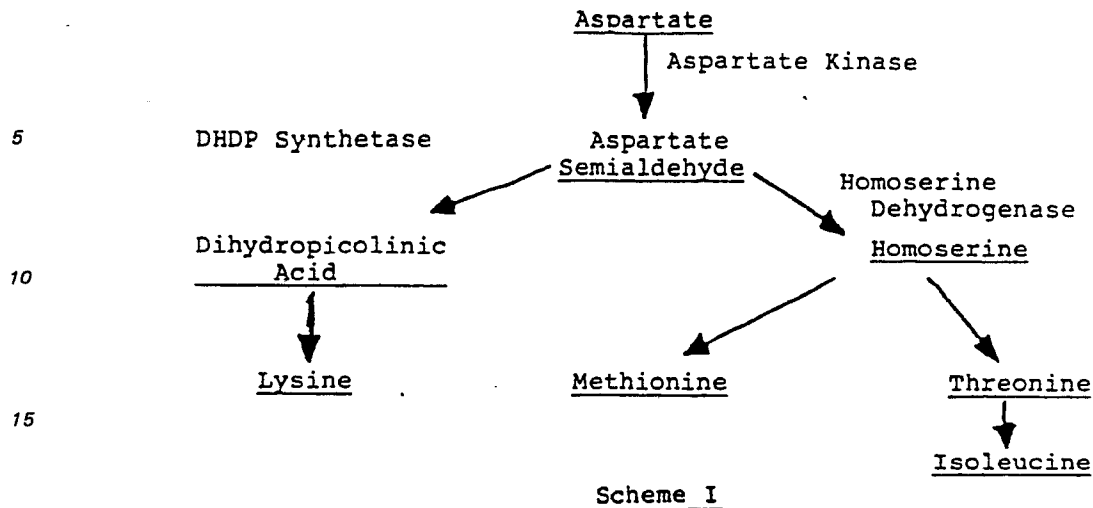 Aspartate
Aspartate Kinase
5
DHDP Synthetase
Aspartate
Semialdehyde
Homoserine
Dehydrogenase
Dihydropicolinic
Acid
Homoserine
10
Lysine
Methionine
Threonine
15
Isoleucine
Scheme I